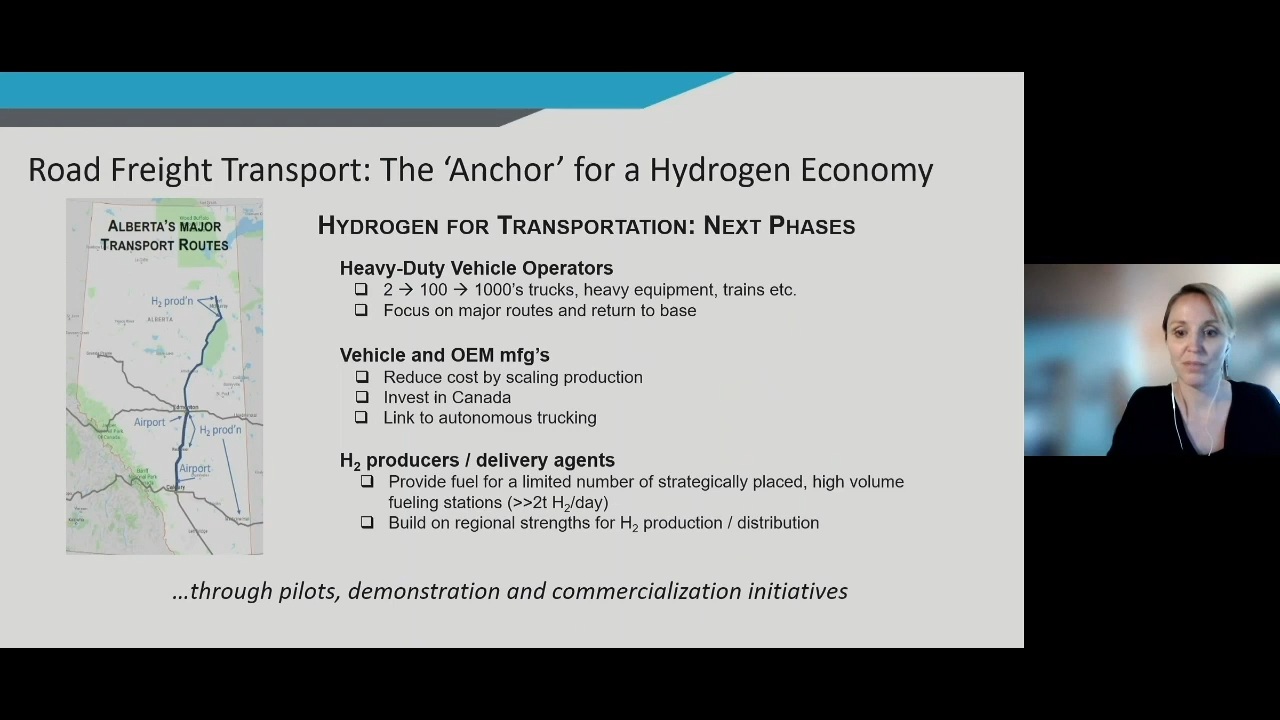 Road Freight Transport: The ‘Anchor’ for a Hydrogen Economy
ALBERTA'S MAJOR
TRANSPORT ROUTES
H2 prod'n
ALBERTA
Edmonton
Airport
H2 prod'n
Airport
Calgary
HYDROGEN FOR TRANSPORTATION: NEXT PHASES
Heavy-Duty Vehicle Operators
❑ 2 → 100 → 1000's trucks, heavy equipment, trains etc.
❑ Focus on major routes and return to base
Vehicle and OEM mfg's
❑ Reduce cost by scaling production
❑ Invest in Canada
❑ Link to autonomous trucking
H2 producers / delivery agents
❑ Provide fuel for a limited number of strategically placed, high volume
fueling stations (>>2t H2/day)
❑ Build on regional strengths for H2 production / distribution
...through pilots, demonstration and commercialization initiatives